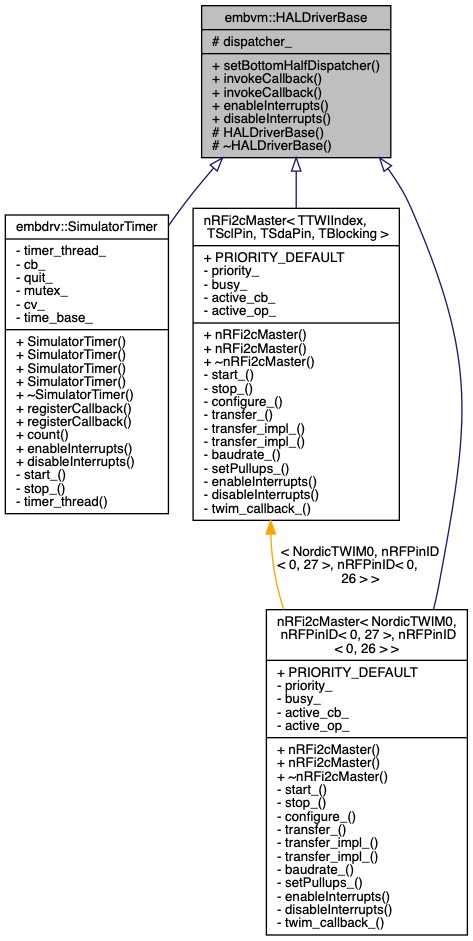 embvm::HALDriverBase
# dispatcher_
+ setBottomHalfDispatcher()
+ invokeCallback()
+ invokeCallback()
+ enableInterrupts()
+ disableInterrupts()
# HALDriverBase()
# ~HALDriverBase()
embdrv::SimulatorTimer
- timer_thread_
- cb_
- quit_
- mutex_
- cv_
- time_base_
+ SimulatorTimer()
+ SimulatorTimer()
+ SimulatorTimer()
+ SimulatorTimer()
+ ~SimulatorTimer()
+ registerCallback()
+ registerCallback()
+ count()
+ enableInterrupts()
+ disableInterrupts()
- start_()
- stop_()
- timer_thread()
nRFi2cMaster< TTWIIndex,
TSclPin, TSdaPin, TBlocking >
+ PRIORITY_DEFAULT
- priority_
- busy_
- active_cb_
- active_op_
+ nRFi2cMaster()
+ nRFi2cMaster()
+ ~nRFi2cMaster()
- start_()
- stop_()
- configure_()
- transfer_()
- transfer_impl_()
- transfer_impl_()
- baudrate_()
- setPullups_()
- enableInterrupts()
- disableInterrupts()
- twim_callback_()
< NordicTWIM0, nRFPinID
< 0, 27 >, nRFPinID< 0,
26 > >
nRFi2cMaster< NordicTWIM0,
nRFPinID< 0, 27 >, nRFPinID
< 0, 26 > >
+ PRIORITY_DEFAULT
- priority_
- busy_
- active_cb_
- active_op_
+ nRFi2cMaster()
+ nRFi2cMaster()
+ ~nRFi2cMaster()
- start_()
- stop_()
- configure_()
- transfer_()
- transfer_impl_()
- transfer_impl_()
- baudrate_()
- setPullups_()
- enableInterrupts()
- disableInterrupts()
- twim_callback_()